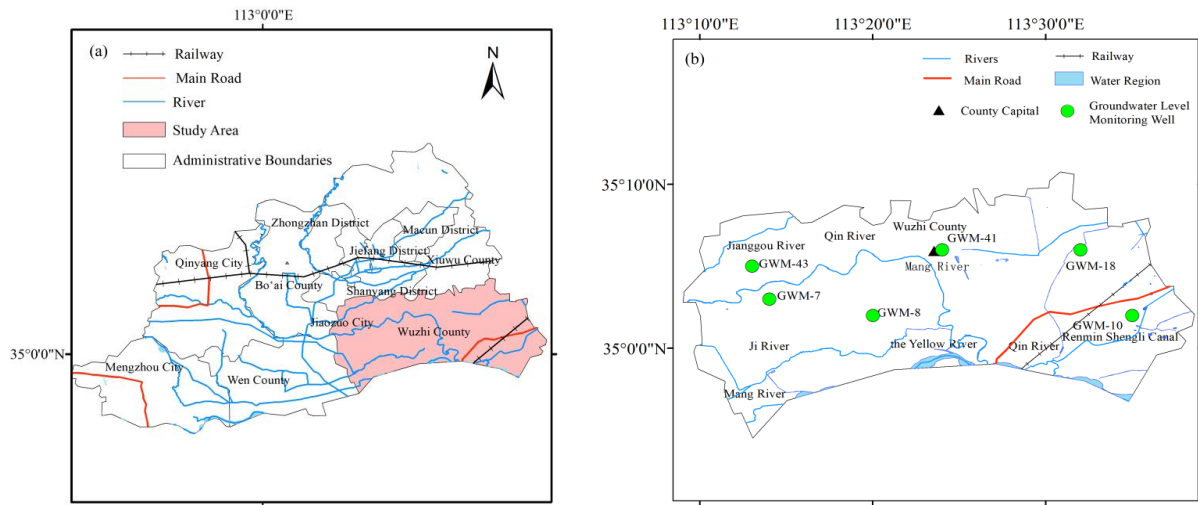 113°0'0"E
(a)
N
Railway
Main Road
River
Study Area
Administrative Boundaries
Zhongzhan District
Macun District
Jiefang District
Qinyang City
Xiuwu County
Bo'ai County
Shanyang District
Jiaozuo City
Wuzhi County
35°0'0"N
Mengzhou City
Wen County
113°10'0"E
113°20'0"E
113°30'0"E
(b)
Rivers
Railway
Main Road
Water Region
County Capital
Groundwater Level
Monitoring Well
35°10'0"N
Wuzhi County
Qin River
GWM-41
Jianggou River
GWM-43
Mang River
GWM-18
GWM-7
GWM-8
GWM-10
Renmin Shengli Canal
35°0'0"N
Ji River
the Yellow River
Qin River
Mang River